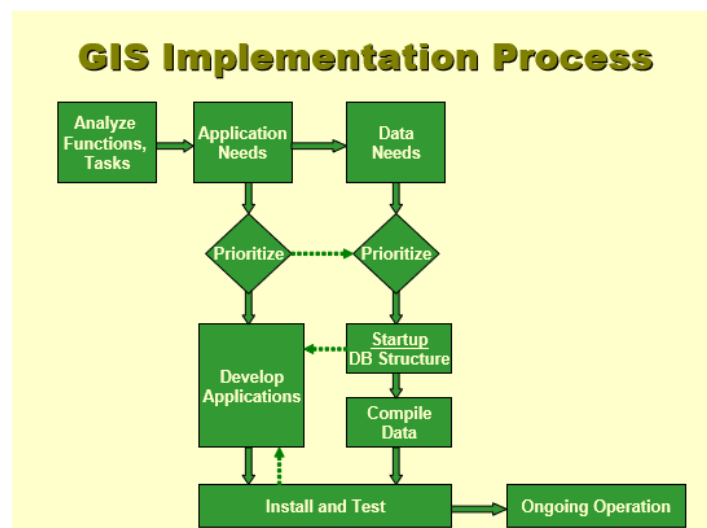 GIS Implementation Process
Analyze
Functions,
Tasks
Application
Needs
Data
Needs
Prioritize
Prioritize
Develop
Applications
Startup
DB Structure
Compile
Data
Install and Test
Ongoing Operation